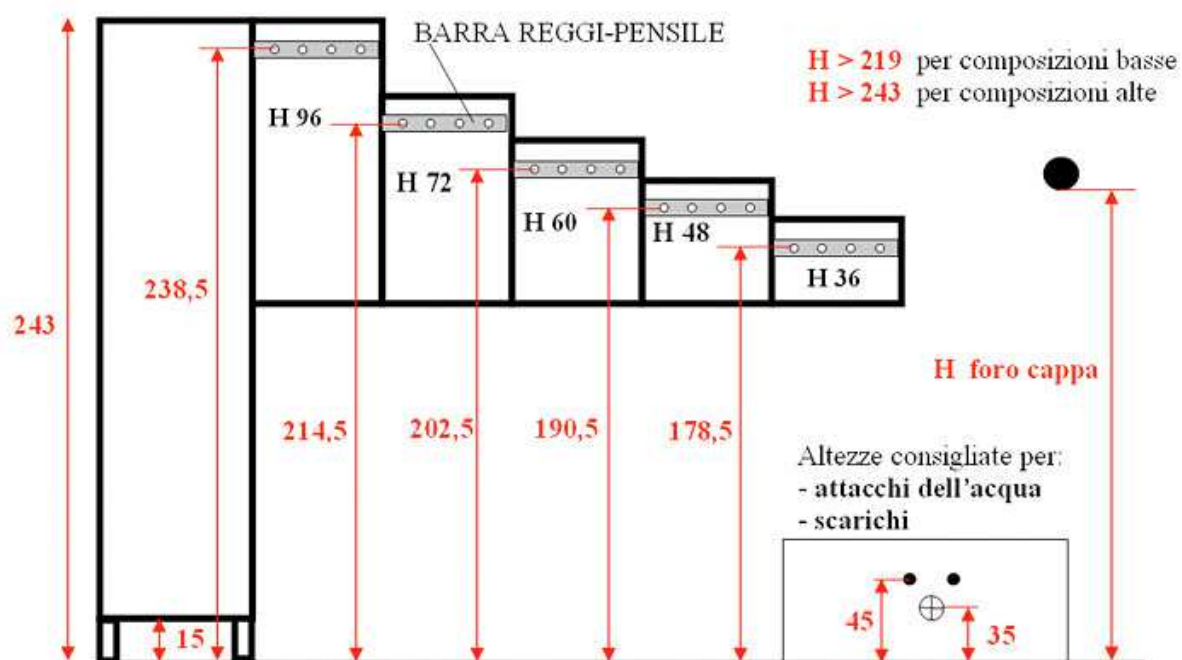 BARRA REGGI-PENSILE
H > 219 per composizioni basse
H > 243 per composizioni alte
H 96
H 72
H 60
H 48
H 36
238,5
243
H foro cappa
214,5
202,5
190,5
178,5
Altezze consigliate per:
- attacchi dell'acqua
- scarichi
15
45
35